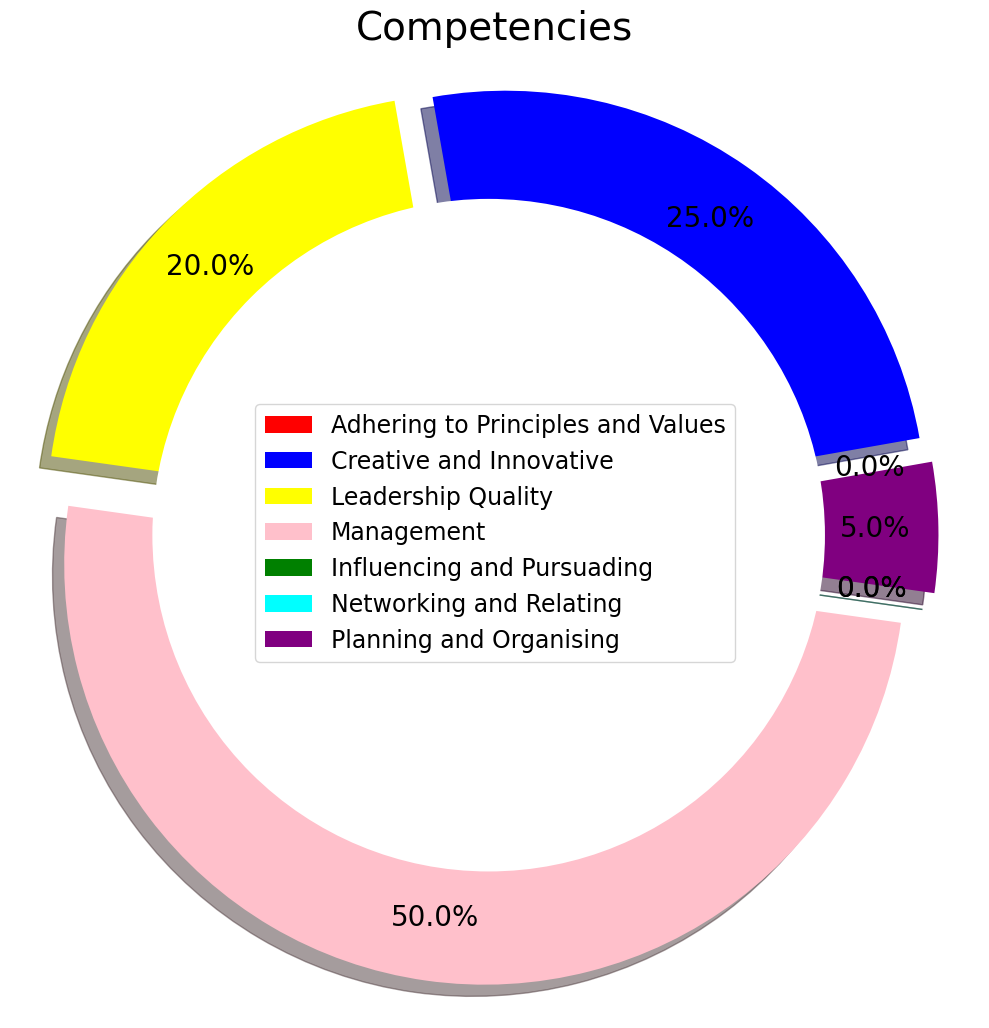 Competencies
25.0%
20.0%
0.0%
5.0%
0.0%
Adhering to Principles and Values
Creative and Innovative
Leadership Quality
Management
Influencing and Pursuading
Networking and Relating
Planning and Organising
50.0%